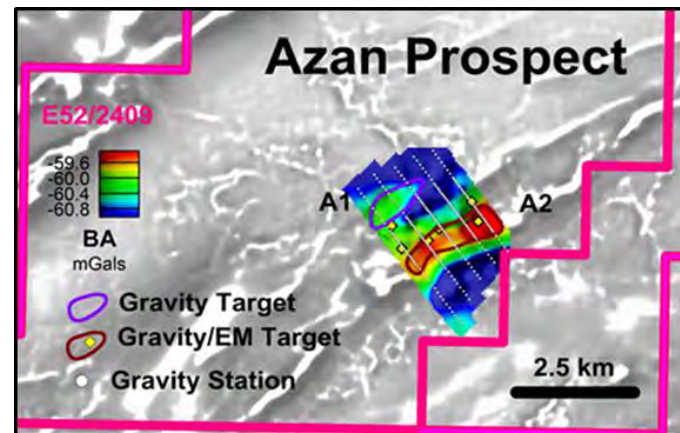 Azan Prospect
E52/2409
-59.6
-60.0
-60.4
-60.8
BA
mGals
A1
A2
Gravity Target
Gravity/EM Target
Gravity Station
2.5 km